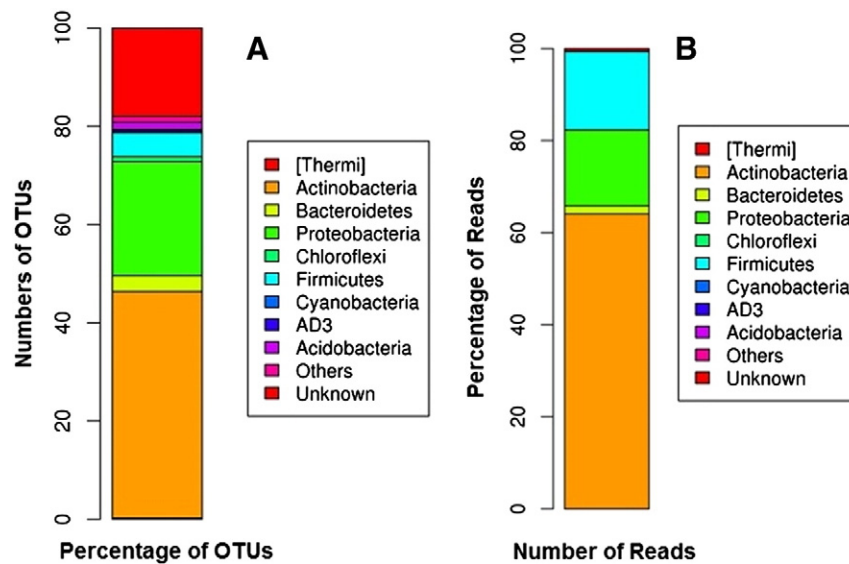 A
100
80
60
40
20
0
Numbers of OTUs
[Thermi]
Actinobacteria
Bacteroidetes
Proteobacteria
Chloroflexi
Firmicutes
Cyanobacteria
AD3
Acidobacteria
Others
Unknown
Percentage of OTUs
B
100
80
60
40
20
0
Percentage of Reads
[Thermi]
Actinobacteria
Bacteroidetes
Proteobacteria
Chloroflexi
Firmicutes
Cyanobacteria
AD3
Acidobacteria
Others
Unknown
Number of Reads